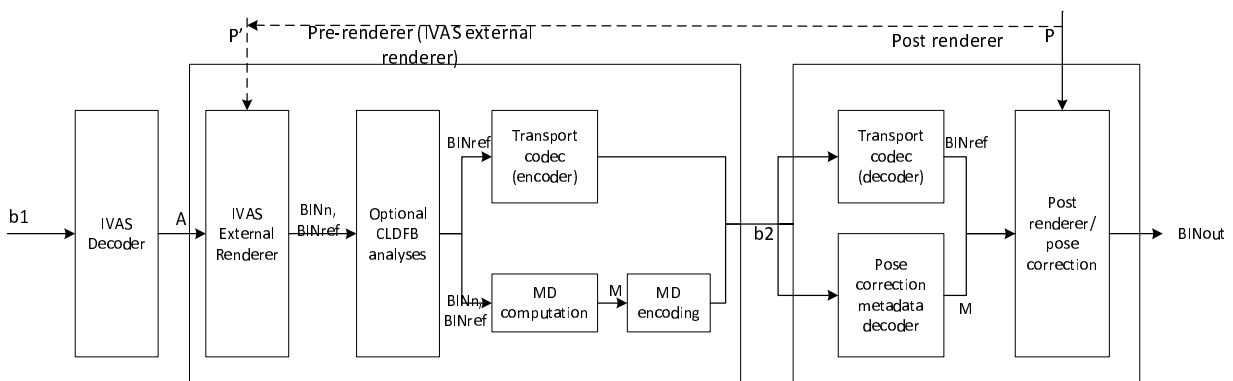 P’
Pre-renderer (IVAS external
renderer)
Post renderer
P
b1
IVAS
Decoder
A
IVAS
External
Renderer
BINn,
BINref
Optional
CLDFB
analyses
BINref
Transport
codec
(encoder)
BINn,
BINref
MD
computation
M
MD
encoding
b2
Transport
codec
(decoder)
BINref
Pose
correction
metadata
decoder
M
Post
renderer/
pose
correction
BINout